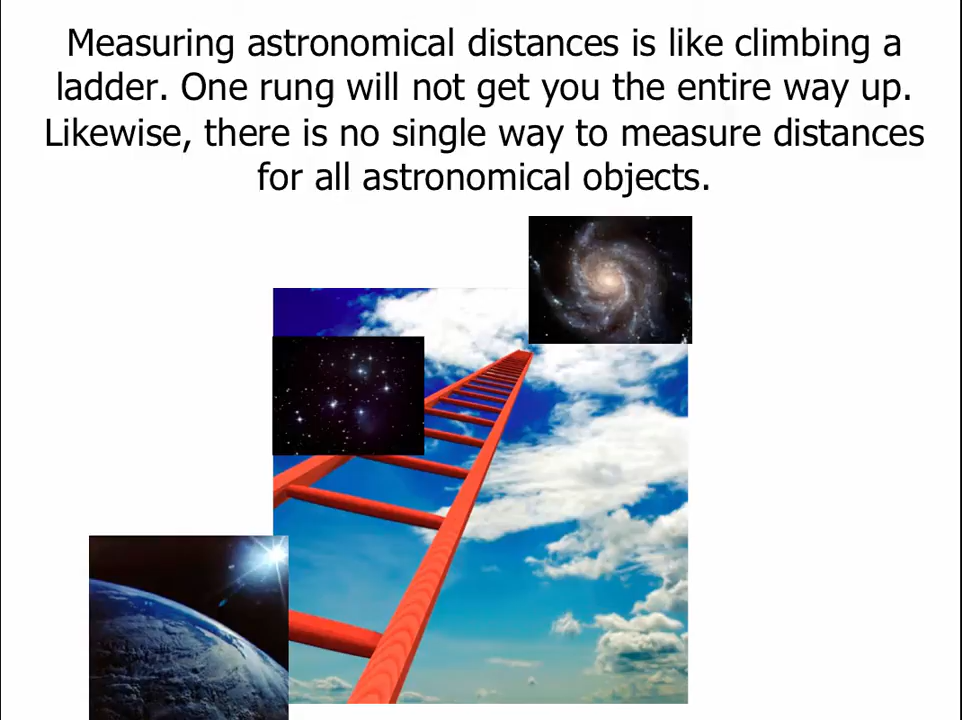 Measuring astronomical distances is like climbing a
ladder. One rung will not get you the entire way up.
Likewise, there is no single way to measure distances
for all astronomical objects.